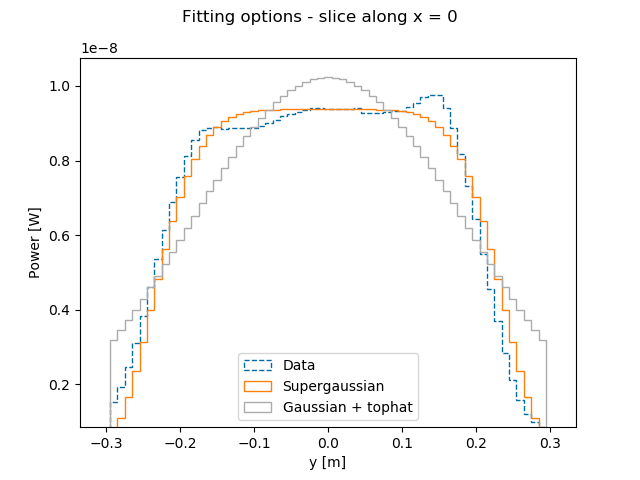 Fitting options - slice along x = 0
1e−8
1.0
0.8
0.6
0.4
0.2
Power [W]
Data
Supergaussian
Gaussian + tophat
−0.3 −0.2 −0.1 0.0 0.1 0.2 0.3
y [m]